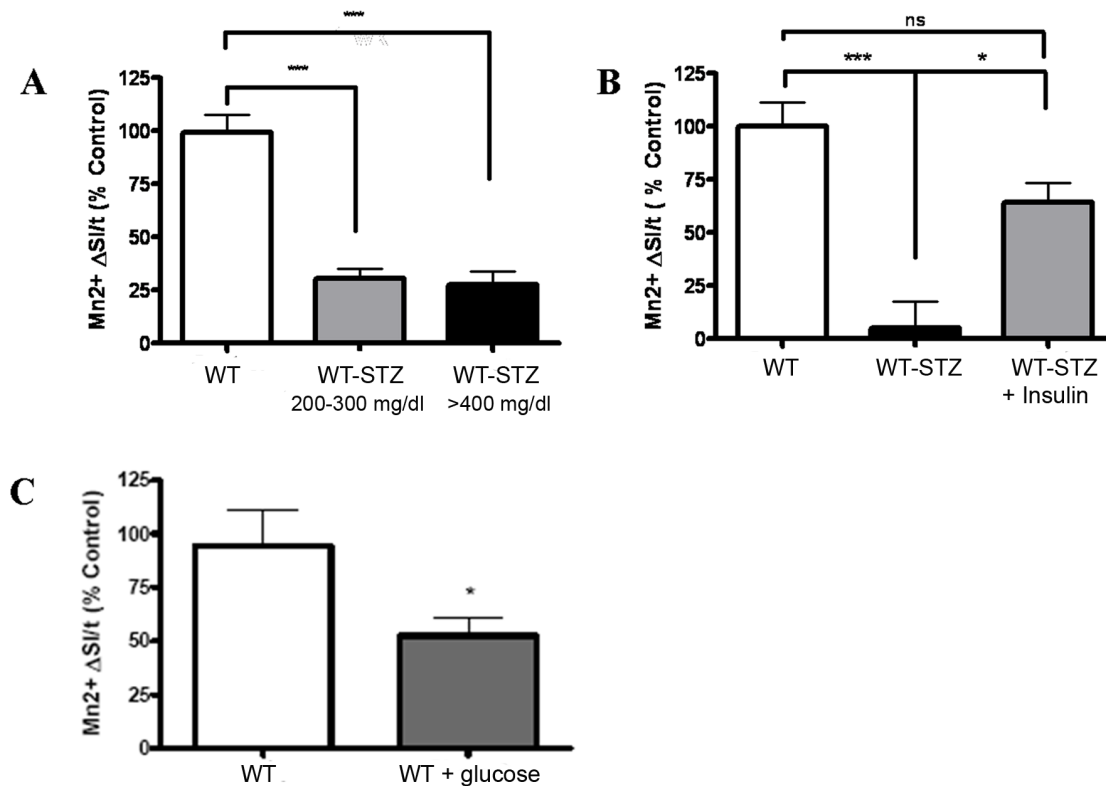 A
***
***
Mn2+ ΔSI/t (% Control)
125
100
75
50
25
0
WT
WT-STZ
200-300 mg/dl
WT-STZ
>400 mg/dl
B
ns
***
*
Mn2+ ΔSI/t ( % Control)
125
100
75
50
25
0
WT
WT-STZ
WT-STZ
+ Insulin
C
Mn2+ ΔSI/t (% Control)
125
100
75
50
25
0
*
WT
WT + glucose